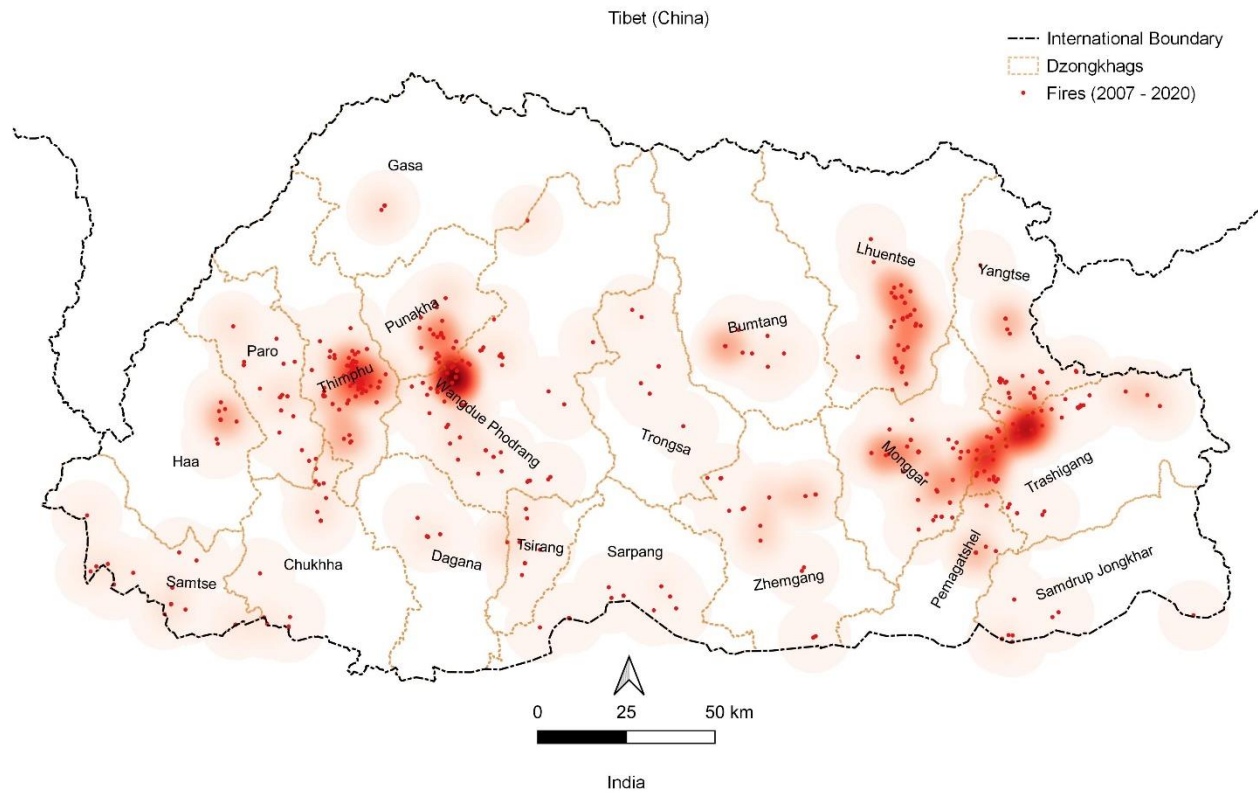 Tibet (China)
International Boundary
Dzongkhags
Fires (2007 - 2020)
Gasa
Lhuentse
Yangtse
Punakha
Bumtang
Paro
Thimphu
Wangdue Phodrang
Trongsa
Monggar
Haa
Trashigang
Tsirang
Sarpang
Dagana
Chukhha
Samtse
Zhemgang
Pemagatshel
Samdrup Jongkhar
0 25 50 km
India